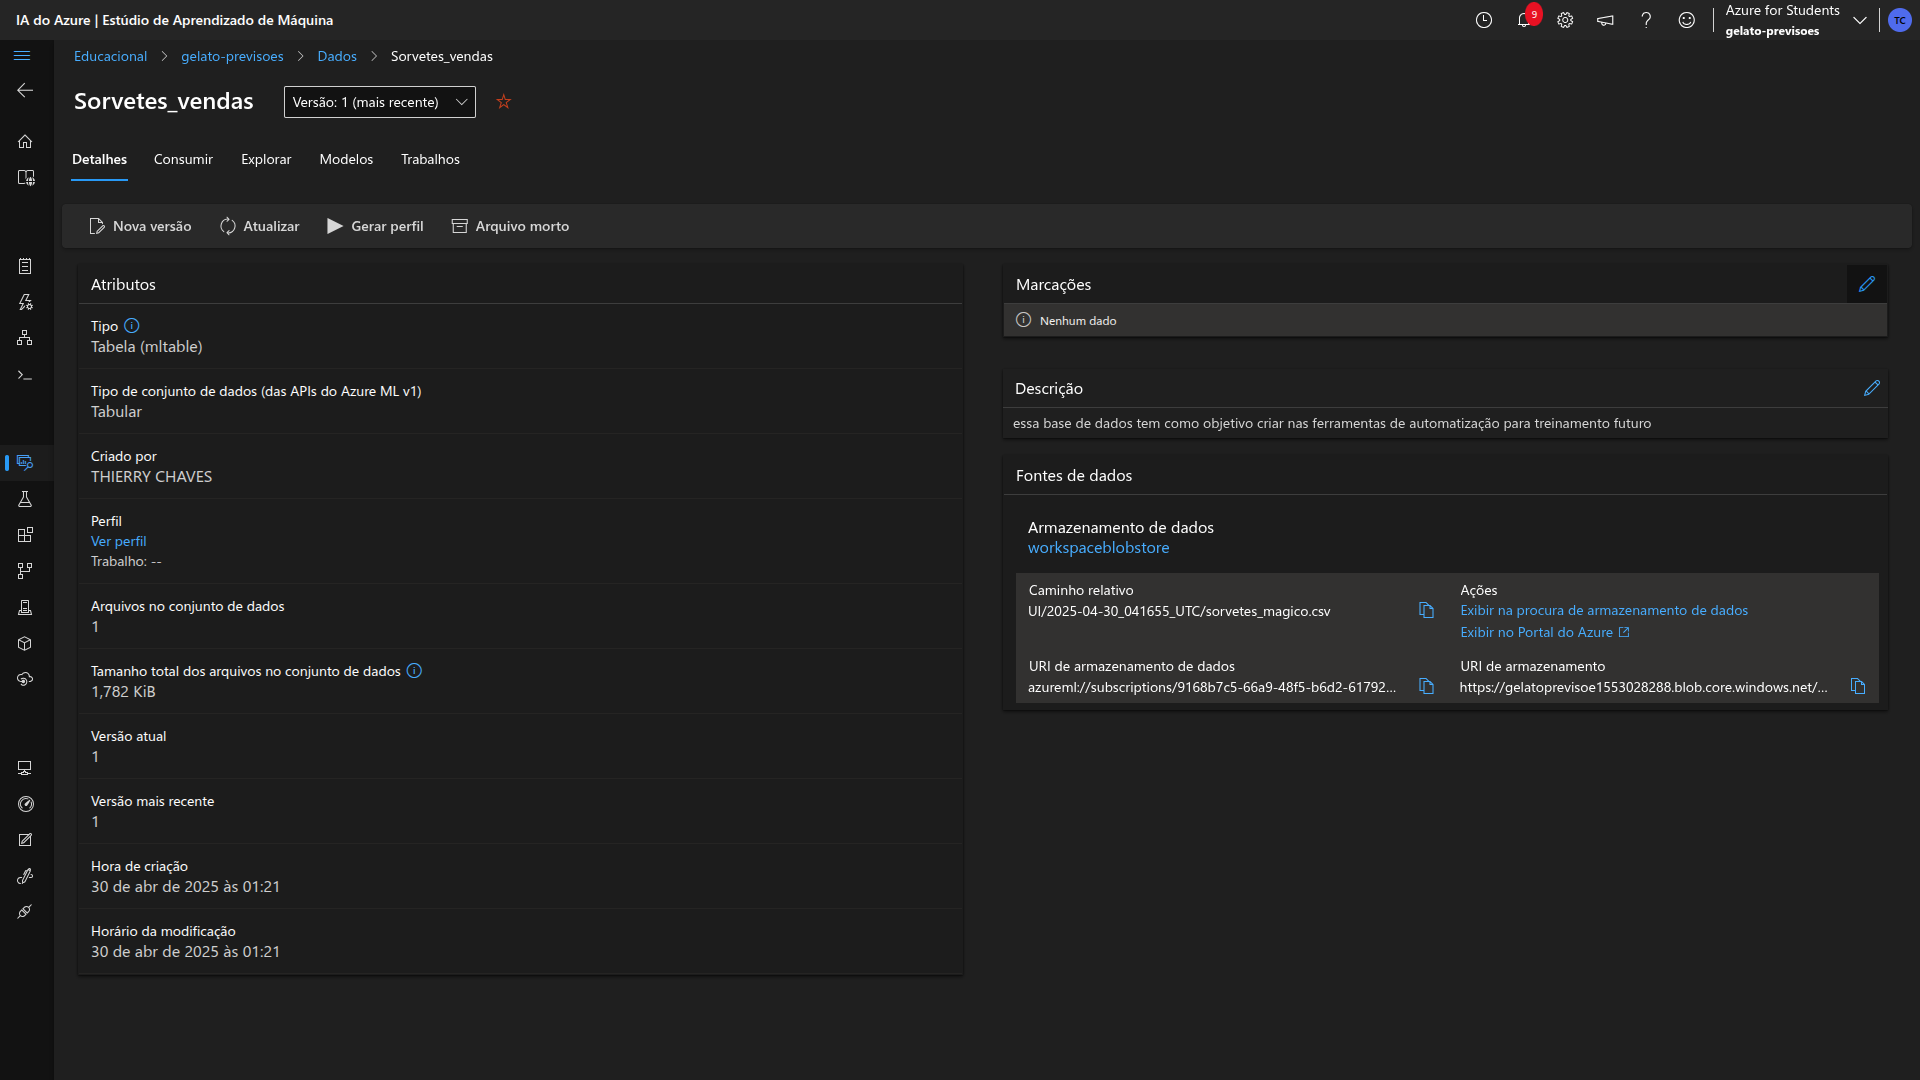 IA do Azure | Estúdio de Aprendizado de Máquina
9
Azure for Students
gelato-previsoes
TC
Educacional
gelato-previsoes
Dados
Sorvetes_vendas
Sorvetes_vendas
Versão: 1 (mais recente)
Detalhes
Consumir
Explorar
Modelos
Trabalhos
Nova versão
Atualizar
Gerar perfil
Arquivo morto
Atributos
Tipo
Tabela (mltable)
Tipo de conjunto de dados (das APIs do Azure ML v1)
Tabular
Criado por
THIERRY CHAVES
Perfil
Ver perfil
Trabalho: --
Arquivos no conjunto de dados
1
Tamanho total dos arquivos no conjunto de dados
1,782 KiB
Versão atual
1
Versão mais recente
1
Hora de criação
30 de abr de 2025 às 01:21
Horário da modificação
30 de abr de 2025 às 01:21
Marcações
Nenhum dado
Descrição
essa base de dados tem como objetivo criar nas ferramentas de automatização para treinamento futuro
Fontes de dados
Armazenamento de dados
workspaceblobstore
Caminho relativo
UI/2025-04-30_041655_UTC/sorvetes_magico.csv
Ações
Exibir na procura de armazenamento de dados
Exibir no Portal do Azure
URI de armazenamento de dados
azureml://subscriptions/9168b7c5-66a9-48f5-b6d2-61792...
URI de armazenamento
https://gelatoprevisoe1553028288.blob.core.windows.net/...